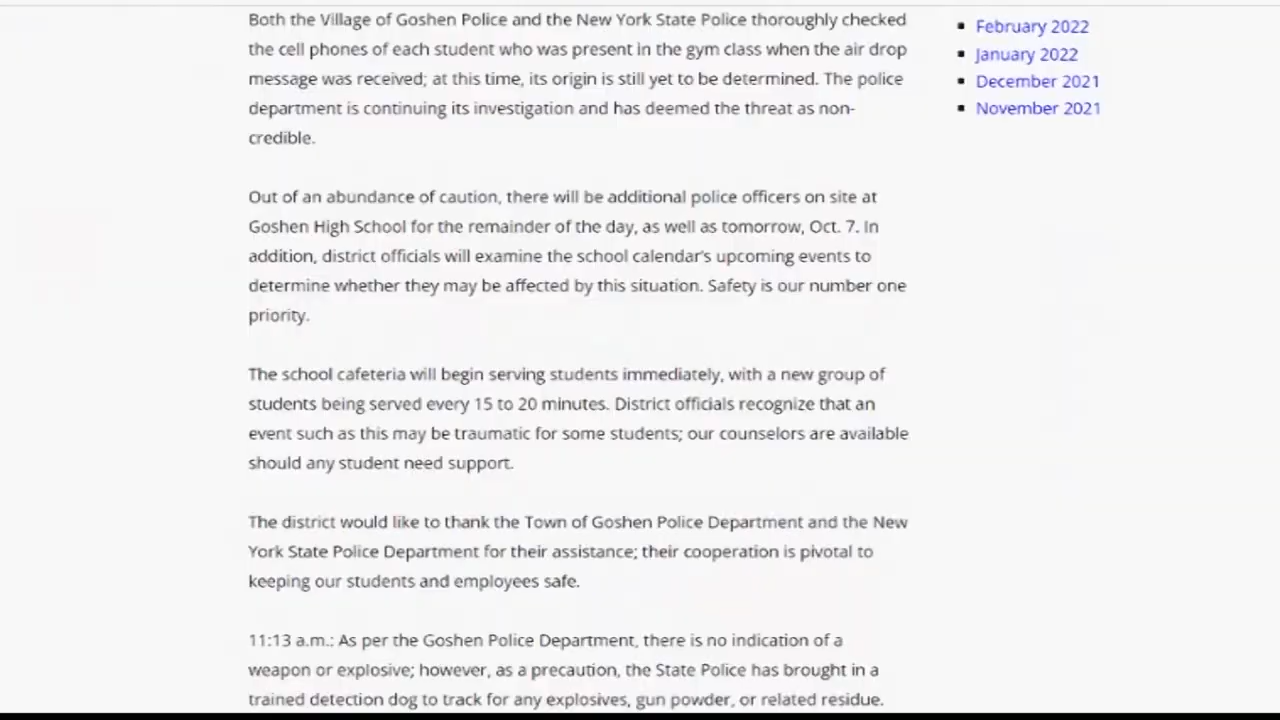 Both the Village of Goshen Police and the New York State Police thoroughly checked
the cell phones of each student who was present in the gym class when the air drop
message was received; at this time, its origin is still yet to be determined. The police
department is continuing its investigation and has deemed the threat as non-
credible.
Out of an abundance of caution, there will be additional police officers on site at
Goshen High School for the remainder of the day, as well as tomorrow, Oct. 7. In
addition, district officials will examine the school calendar's upcoming events to
determine whether they may be affected by this situation. Safety is our number one
priority.
The school cafeteria will begin serving students immediately, with a new group of
students being served every 15 to 20 minutes. District officials recognize that an
event such as this may be traumatic for some students; our counselors are available
should any student need support.
The district would like to thank the Town of Goshen Police Department and the New
York State Police Department for their assistance; their cooperation is pivotal to
keeping our students and employees safe.
11:13 a.m.: As per the Goshen Police Department, there is no indication of a
weapon or explosive; however, as a precaution, the State Police has brought in a
trained detection dog to track for any explosives, gun powder, or related residue.
February 2022
January 2022
December 2021
November 2021